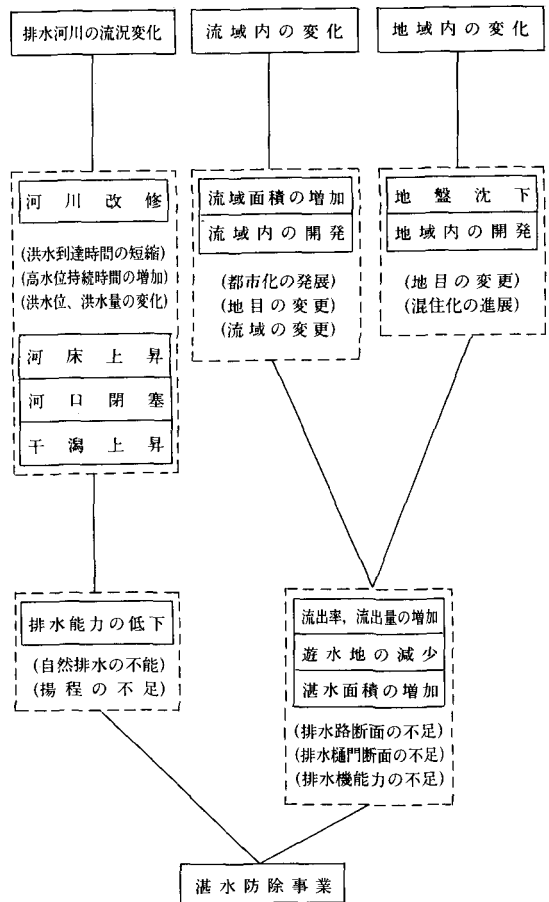 排水河川の流況変化
流域内の変化
地域内の変化
河川改修
(洪水到達時間の短縮)
(高水位持続時間の増加)
(洪水位、洪水量の変化)
河床上昇
河口閉塞
干潟上昇
流域面積の増加
流域内の開発
(都市化の発展)
(地目の変更)
(流域の変更)
地盤沈下
地域内の開発
(地目の変更)
(混住化の進展)
排水能力の低下
(自然排水の不能)
(揚程の不足)
流出率，流出量の増加
遊水地の減少
湛水面積の増加
(排水路断面の不足)
(排水樋門断面の不足)
(排水機能力の不足)
湛水防除事業